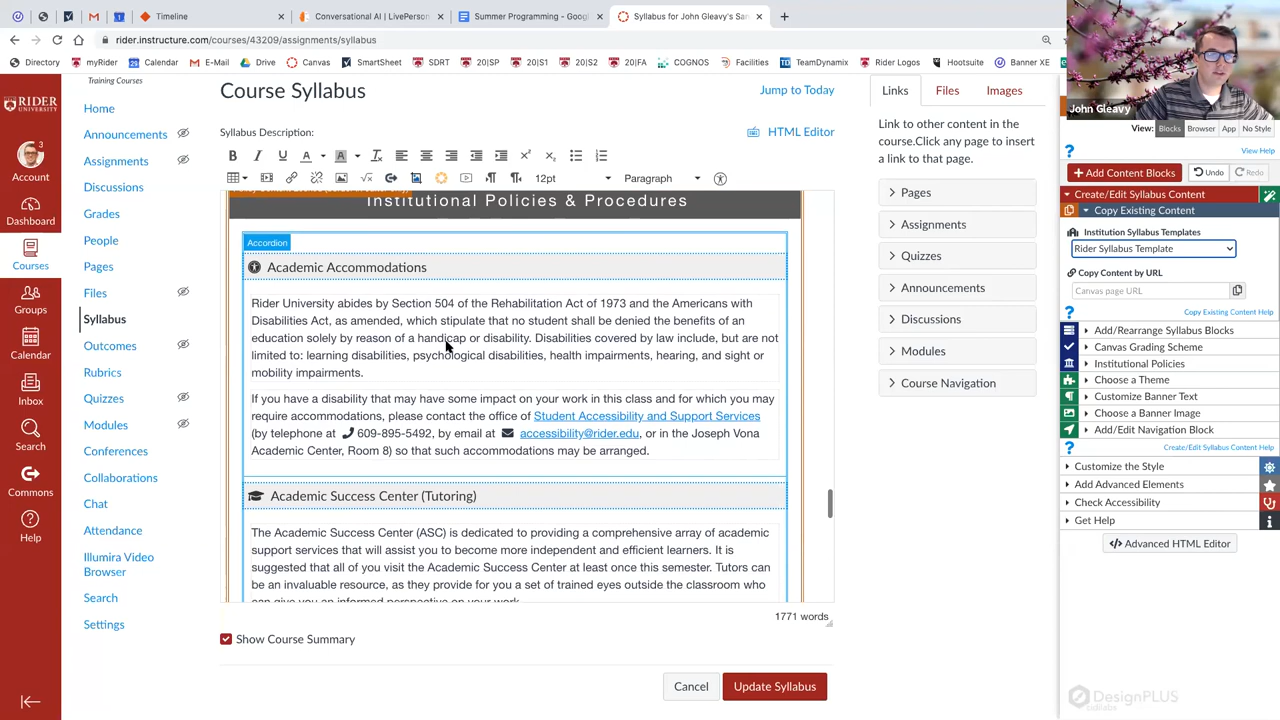 Timeline
Conversational AI | LivePerson
Summer Programming - Goog
Syllabus for John Gleavy's San
rider.instructure.com/courses/43209/assignments/syllabus
Directory
myRider
Calendar
E-Mail
Drive
Canvas
SmartSheet
SDRT
20|SP
20|S1
20|S2
20|FA
COGNOS
Facilities
TeamDynamix
Rider Logos
Hootsuite
Banner XE
John Gleavy
RIDER
UNIVERSITY
3
Account
Dashboard
Courses
Groups
Calendar
Inbox
Search
Commons
Help
Training Courses
Home
Announcements
Assignments
Discussions
Grades
People
Pages
Files
Syllabus
Outcomes
Rubrics
Quizzes
Modules
Conferences
Collaborations
Chat
Attendance
Illumira Video
Browser
Search
Settings
Course Syllabus
Jump to Today
Syllabus Description:
HTML Editor
12pt
Paragraph
Institutional Policies & Procedures
Accordion
Academic Accommodations
Rider University abides by Section 504 of the Rehabilitation Act of 1973 and the Americans with
Disabilities Act, as amended, which stipulate that no student shall be denied the benefits of an
education solely by reason of a handicap or disability. Disabilities covered by law include, but are not
limited to: learning disabilities, psychological disabilities, health impairments, hearing, and sight or
mobility impairments.
If you have a disability that may have some impact on your work in this class and for which you may
require accommodations, please contact the office of Student Accessibility and Support Services
(by telephone at 609-895-5492, by email at accessibility@rider.edu, or in the Joseph Vona
Academic Center, Room 8) so that such accommodations may be arranged.
Academic Success Center (Tutoring)
The Academic Success Center (ASC) is dedicated to providing a comprehensive array of academic
support services that will assist you to become more independent and efficient learners. It is
suggested that all of you visit the Academic Success Center at least once this semester. Tutors can
be an invaluable resource, as they provide for you a set of trained eyes outside the classroom who
can give you an informed perspective on your work
1771 words
Show Course Summary
Cancel
Update Syllabus
Links
Files
Images
Link to other content in the
course.Click any page to insert
a link to that page.
Pages
Assignments
Quizzes
Announcements
Discussions
Modules
Course Navigation
View: Blocks Browser App No Style
View Help
Add Content Blocks
Undo
Redo
Create/Edit Syllabus Content
Copy Existing Content
Institution Syllabus Templates
Rider Syllabus Template
Copy Content by URL
Canvas page URL
Copy Existing Content Help
Add/Rearrange Syllabus Blocks
Canvas Grading Scheme
Institutional Policies
Choose a Theme
Customize Banner Text
Choose a Banner Image
Add/Edit Navigation Block
Create/Edit Syllabus Content Help
Customize the Style
Add Advanced Elements
Check Accessibility
Get Help
</> Advanced HTML Editor
DesignPLUS
cidilabs